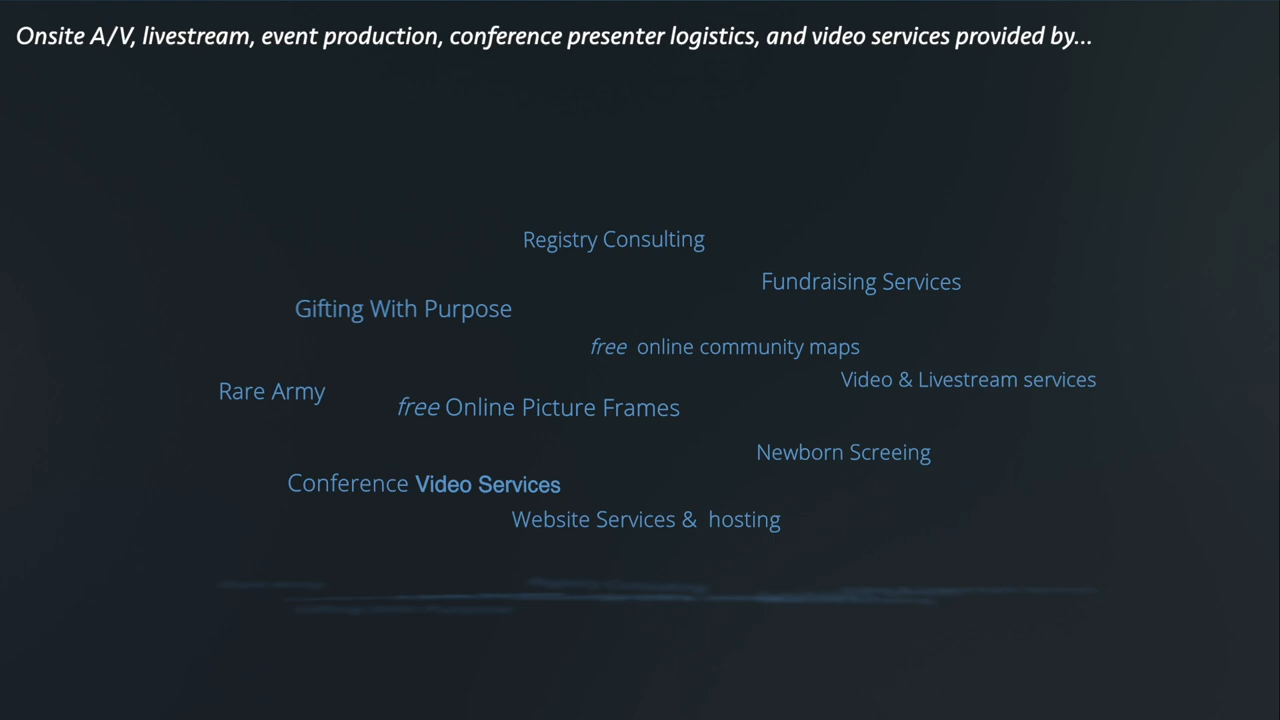 Onsite A/V, livestream, event production, conference presenter logistics, and video services provided by...
Registry Consulting
Fundraising Services
Gifting With Purpose
free online community maps
Video & Livestream services
Rare Army
free Online Picture Frames
Newborn Screeing
Conference Video Services
Website Services & hosting